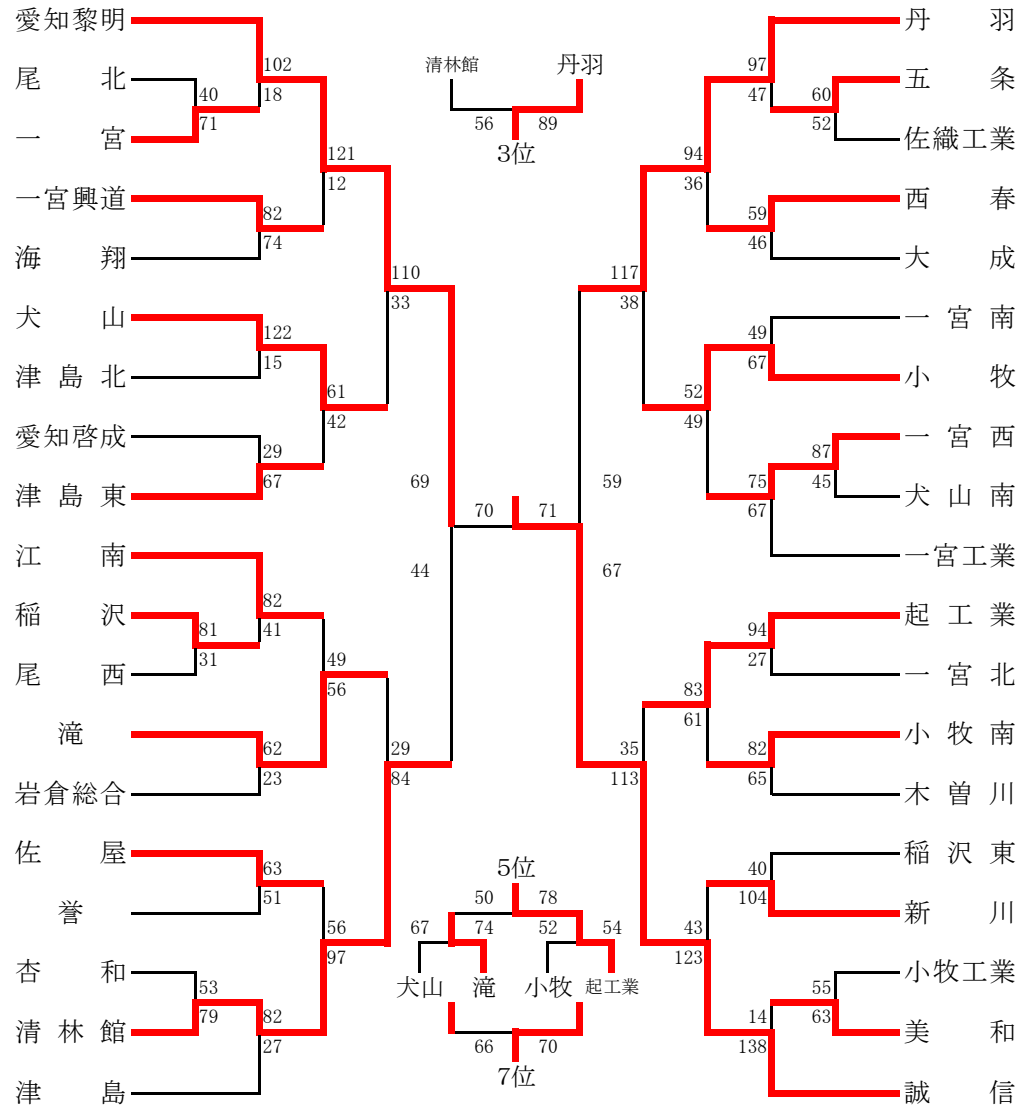 愛知黎明
尾北
一宮
一宮興道
海翔
犬山
津島北
愛知啓成
津島東
江南
稲沢
尾西
滝
岩倉総合
佐屋
誉
杏和
清林館
津島
102
18
40
71
82
74
122
15
29
67
82
41
81
31
62
23
63
51
53
79
82
27
121
12
61
42
49
56
56
97
110
33
29
84
69
44
清林館 丹羽
56 89
3位
70 71
5位
50 78
67 74 52 54
犬山 滝 小牧 起工業
66 70
7位
59
67
117
38
35
113
94
36
52
49
83
61
43
123
97
47
60
52
59
46
49
67
87
45
75
67
94
27
82
65
40
104
55
63
14
138
丹羽
五条
佐織工業
西春
大成
一宮南
小牧
一宮西
犬山南
一宮工業
起工業
一宮北
小牧南
木曽川
稲沢東
新川
小牧工業
美和
誠信